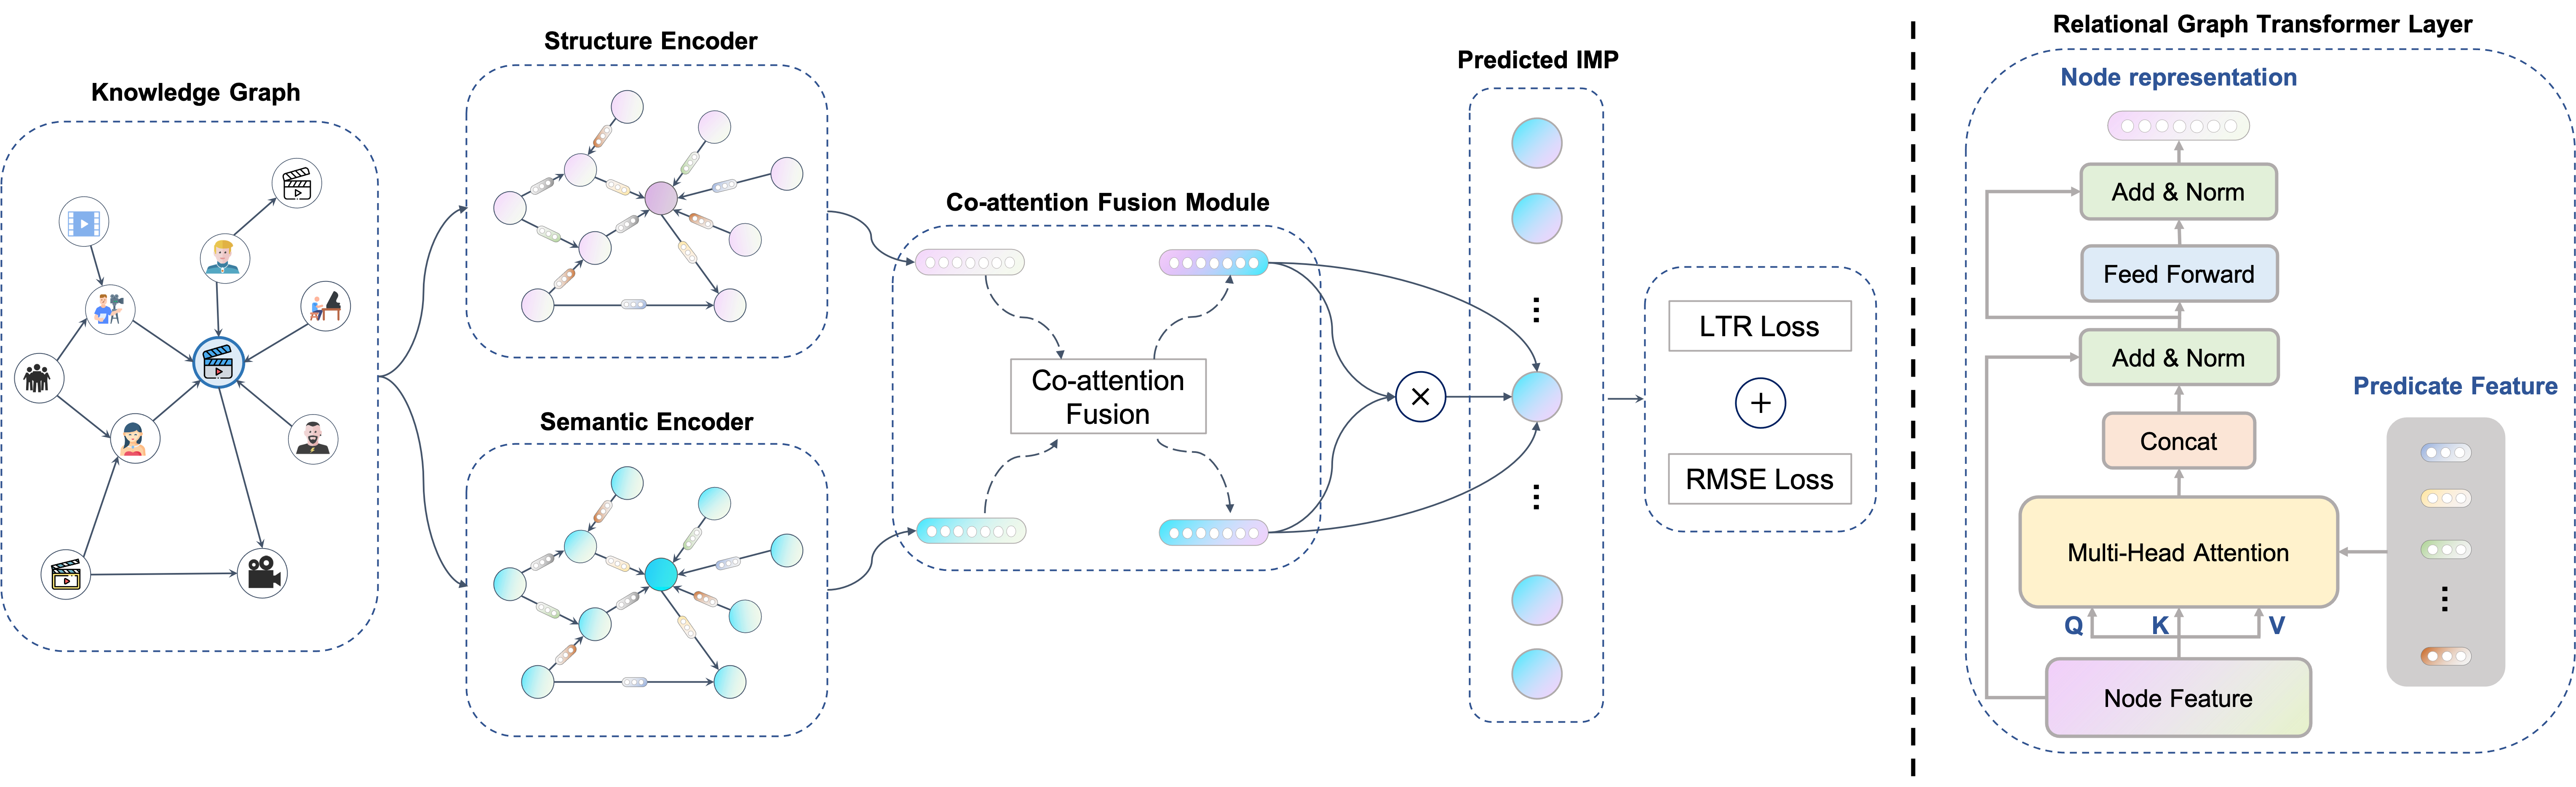 Knowledge Graph
Structure Encoder
Semantic Encoder
Co-attention Fusion Module
Co-attention
Fusion
Predicted IMP
LTR Loss
RMSE Loss
Relational Graph Transformer Layer
Node representation
Add & Norm
Feed Forward
Add & Norm
Concat
Multi-Head Attention
Q K V
Node Feature
Predicate Feature